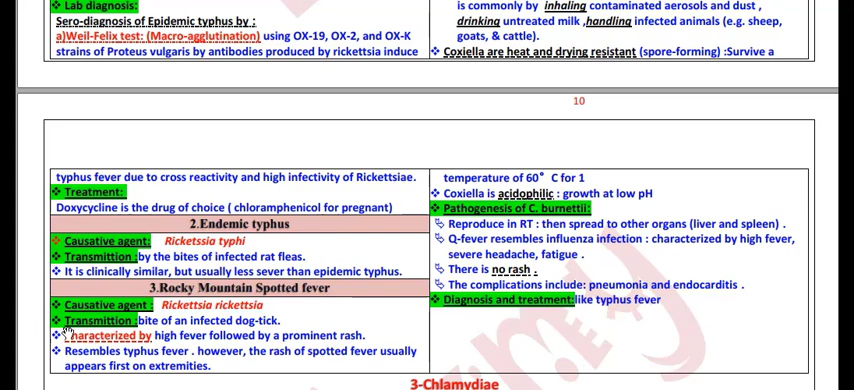 ❖ Lab diagnosis:
Sero-diagnosis of Epidemic typhus by :
a)Weil-Felix test: (Macro-agglutination) using OX-19, OX-2, and OX-K
strains of Proteus vulgaris by antibodies produced by rickettsia induce
is commonly by inhaling contaminated aerosols and dust ,
drinking untreated milk ,handling infected animals (e.g. sheep,
goats, & cattle).
❖ Coxiella are heat and drying resistant (spore-forming) :Survive a
10
typhus fever due to cross reactivity and high infectivity of Rickettsiae.
❖ Treatment:
Doxycycline is the drug of choice ( chloramphenicol for pregnant)
2.Endemic typhus
❖ Causative agent: Ricketssia typhi
❖ Transmittion :by the bites of infected rat fleas.
❖ It is clinically similar, but usually less sever than epidemic typhus.
3.Rocky Mountain Spotted fever
❖ Causative agent : Rickettsia rickettsia
❖ Transmittion :bite of an infected dog-tick.
❖ haracterized by high fever followed by a prominent rash.
❖ Resembles typhus fever . however, the rash of spotted fever usually
appears first on extremities.
temperature of 60° C for 1
❖ Coxiella is acidophilic : growth at low pH
❖ Pathogenesis of C. burnettii:
Reproduce in RT : then spread to other organs (liver and spleen) .
Q-fever resembles influenza infection : characterized by high fever,
severe headache, fatigue .
There is no rash .
The complications include: pneumonia and endocarditis .
❖ Diagnosis and treatment:like typhus fever
3-Chlamydiae